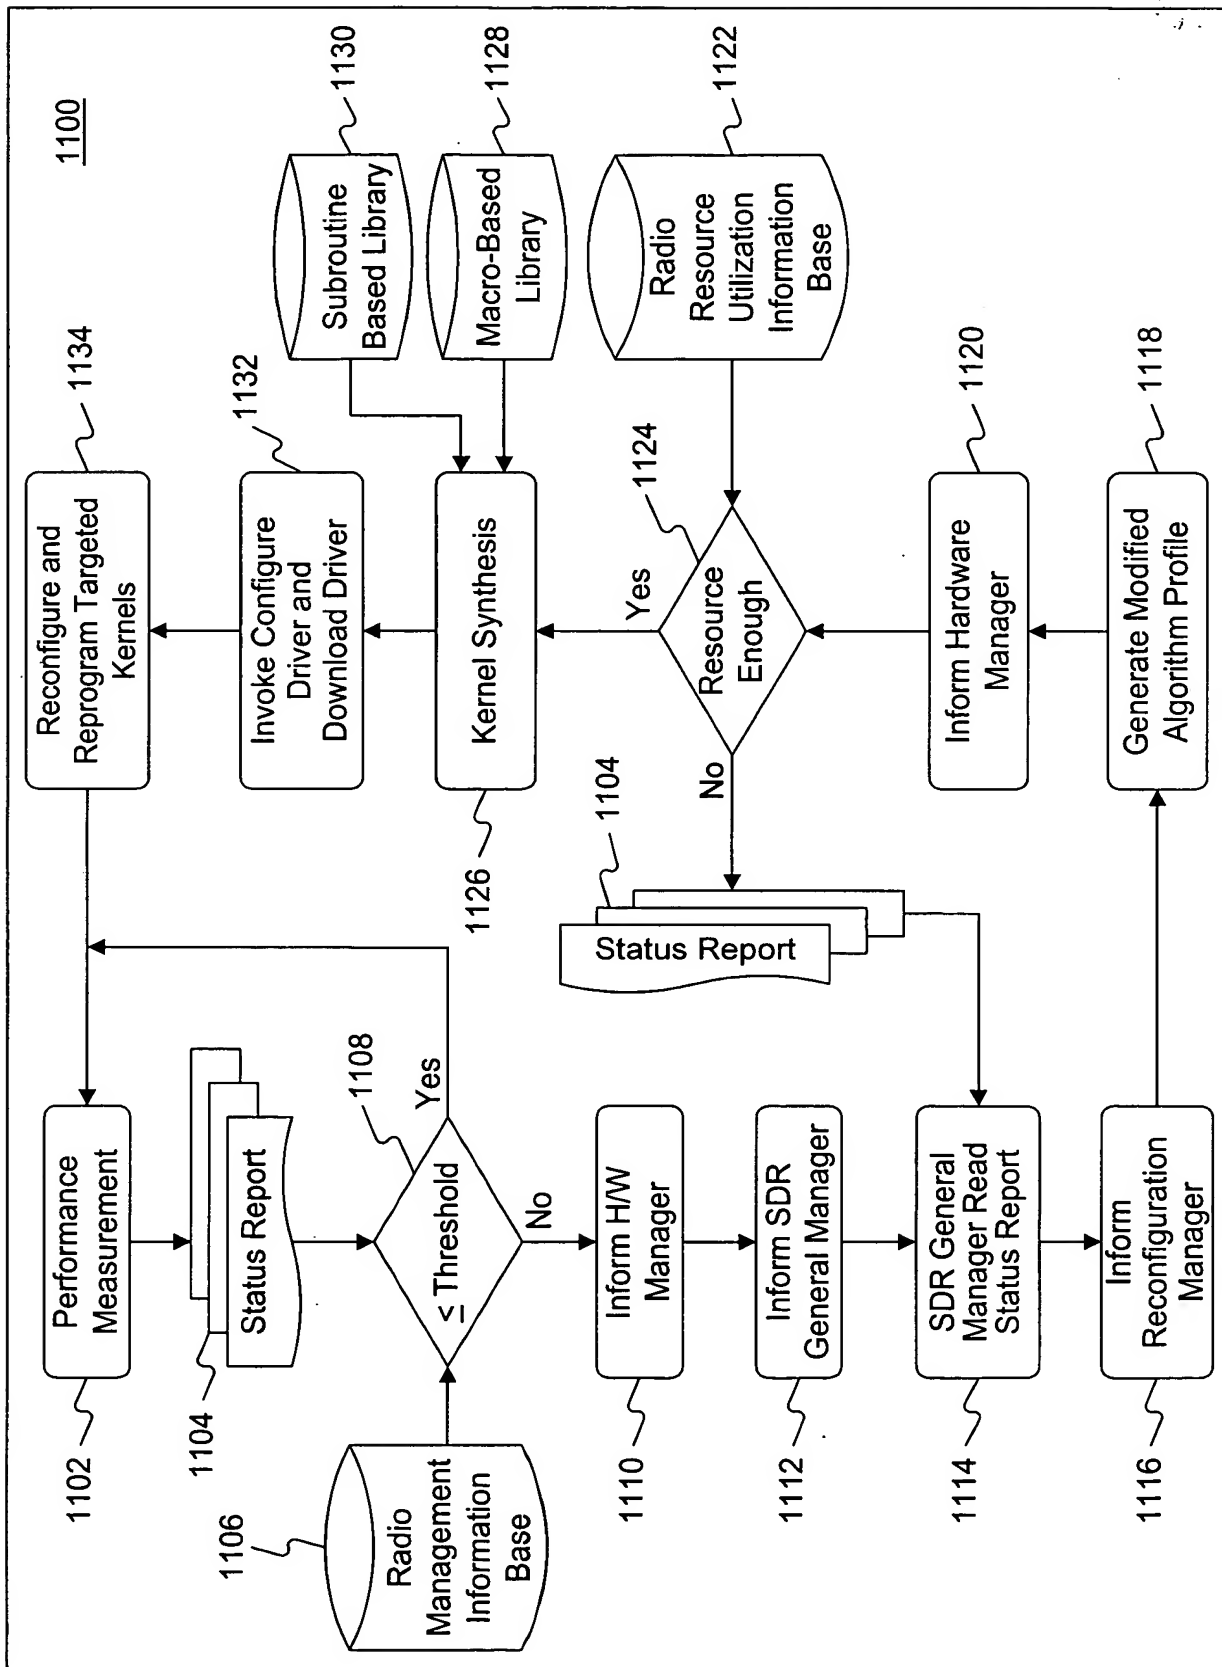 1100
Performance
Measurement
1102
Status Report
1104
Radio
Management
Information
Base
1106
≤ Threshold
1108
Yes
No
Inform H/W
Manager
1110
Inform SDR
General Manager
1112
SDR General
Manager Read
Status Report
1114
Inform
Reconfiguration
Manager
1116
Generate Modified
Algorithm Profile
1118
Inform Hardware
Manager
1120
Radio
Resource
Utilization
Information
Base
1122
Resource
Enough
1124
Yes
No
Status Report
1104
Kernel Synthesis
1126
Macro-Based
Library
1128
Subroutine
Based Library
1130
Invoke Configure
Driver and
Download Driver
1132
Reconfigure and
Reprogram Targeted
Kernels
1134